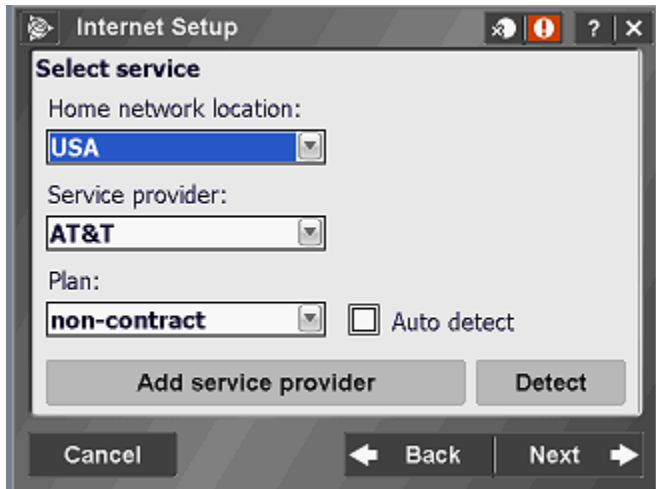 Internet Setup ? ×
Select service
Home network location:
USA
Service provider:
AT&T
Plan:
non-contract Auto detect
Add service provider Detect
Cancel Back Next